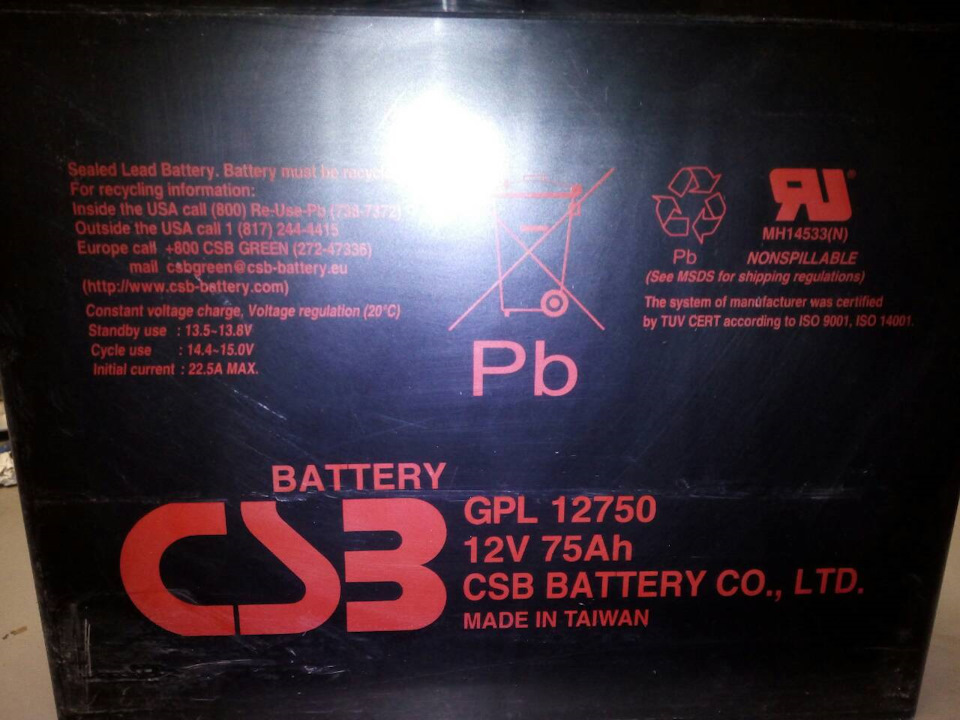 Sealed Lead Battery. Battery must be
For recycling information:
Inside the USA call (800) Re-Use-Pb (738-7372)
Outside the USA call 1 (817) 244-4415
Europe call +800 CSB GREEN (272-47336)
mail csbgreen@csb-battery.eu
(http://www.csb-battery.com)
Constant voltage charge, Voltage regulation (20°C)
Standby use : 13.5~13.8V
Cycle use : 14.4~15.0V
Initial current : 22.5A MAX.
Pb
Pb
RU®
MH14533(N)
NONSPILLABLE
(See MSDS for shipping regulations)
The system of manufacturer was certified
by TUV CERT according to ISO 9001, ISO 14001.
BATTERY
CSB
GPL 12750
12V 75Ah
CSB BATTERY CO., LTD.
MADE IN TAIWAN